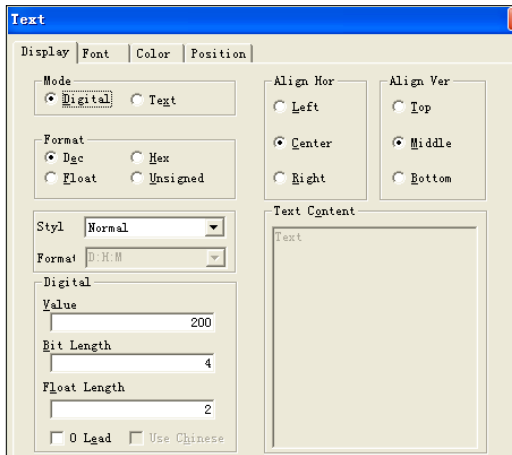 Text
Display Font Color Position
Mode
Digital Text
Format
Dec Hex
Float Unsigned
Styl Normal
Format D:H:M
Digital
Value
200
Bit Length
4
Float Length
2
0 Lead Use Chinese
Align Hor
Left
Center
Right
Align Ver
Top
Middle
Bottom
Text Content
Text